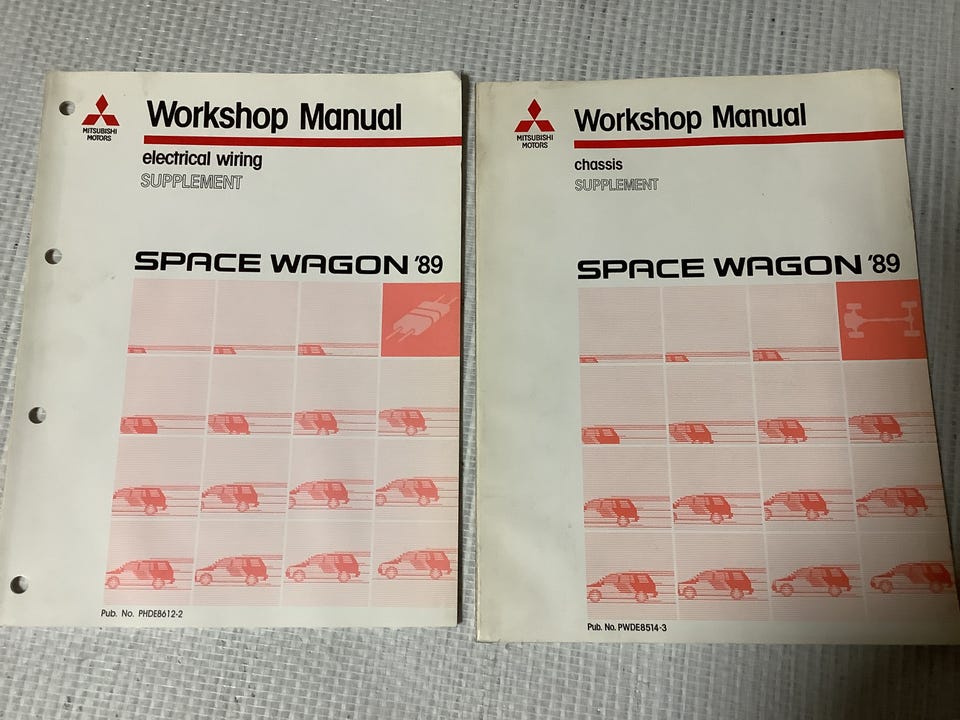 MITSUBISHI
MOTORS
Workshop Manual
electrical wiring
SUPPLEMENT
SPACE WAGON '89
Pub. No. PHDE8612-2
MITSUBISHI
MOTORS
Workshop Manual
chassis
SUPPLEMENT
SPACE WAGON '89
Pub. No. PWDE8514-3